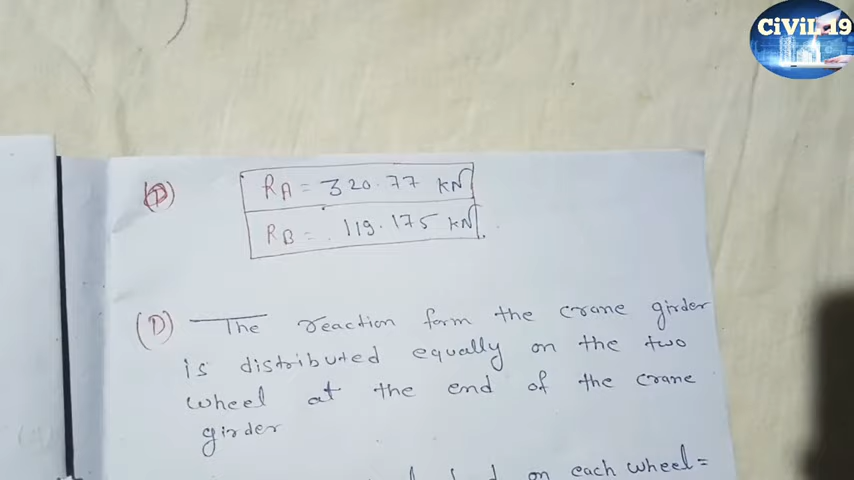 CiViL 19
RA = 320.77 kN
RB = 119.175 kN
(D) The reaction form the crane girder
is distributed equally on the two
wheel at the end of the crane
girder
on each wheel =